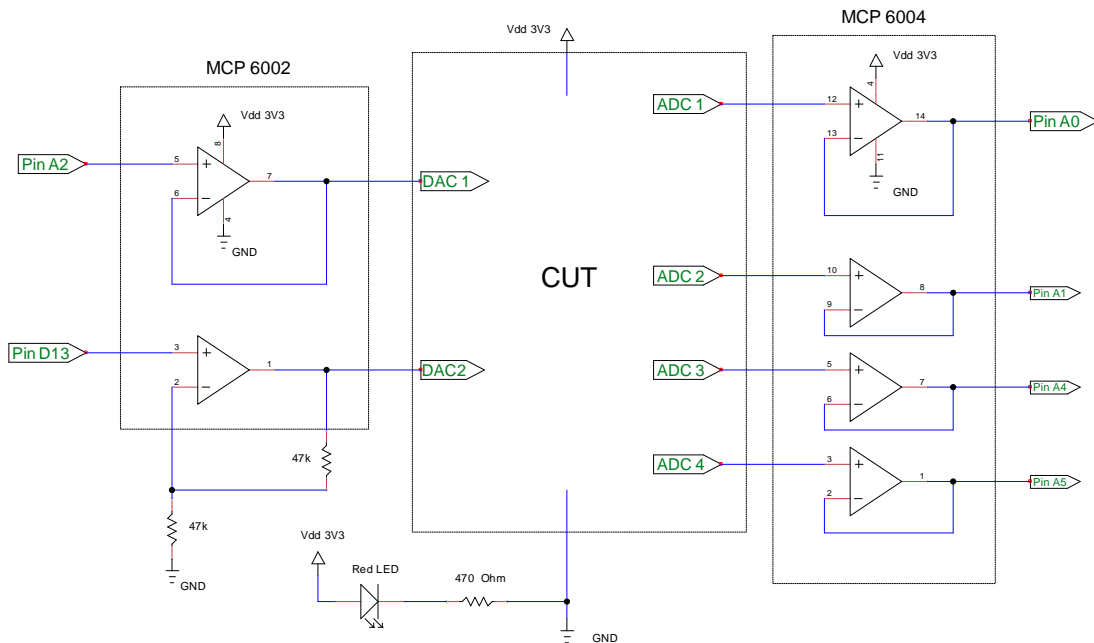 MCP 6004
Vdd 3V3
MCP 6002
Vdd 3V3
Vdd 3V3
8
5
6
7
4
GND
Pin A2
DAC 1
Pin D13
3
2
1
DAC2
47k
47k
GND
CUT
ADC 1
ADC 2
ADC 3
ADC 4
4
12
13
14
11
GND
Pin A0
10
9
8
Pin A1
5
6
7
Pin A4
3
2
1
Pin A5
Vdd 3V3
Red LED
470 Ohm
GND